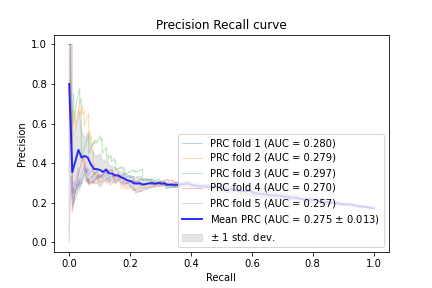 Precision Recall curve
Precision
1.0
0.8
0.6
0.4
0.2
0.0
PRC fold 1 (AUC = 0.280)
PRC fold 2 (AUC = 0.279)
PRC fold 3 (AUC = 0.297)
PRC fold 4 (AUC = 0.270)
PRC fold 5 (AUC = 0.257)
Mean PRC (AUC = 0.275 ± 0.013)
± 1 std. dev.
0.0 0.2 0.4 0.6 0.8 1.0
Recall